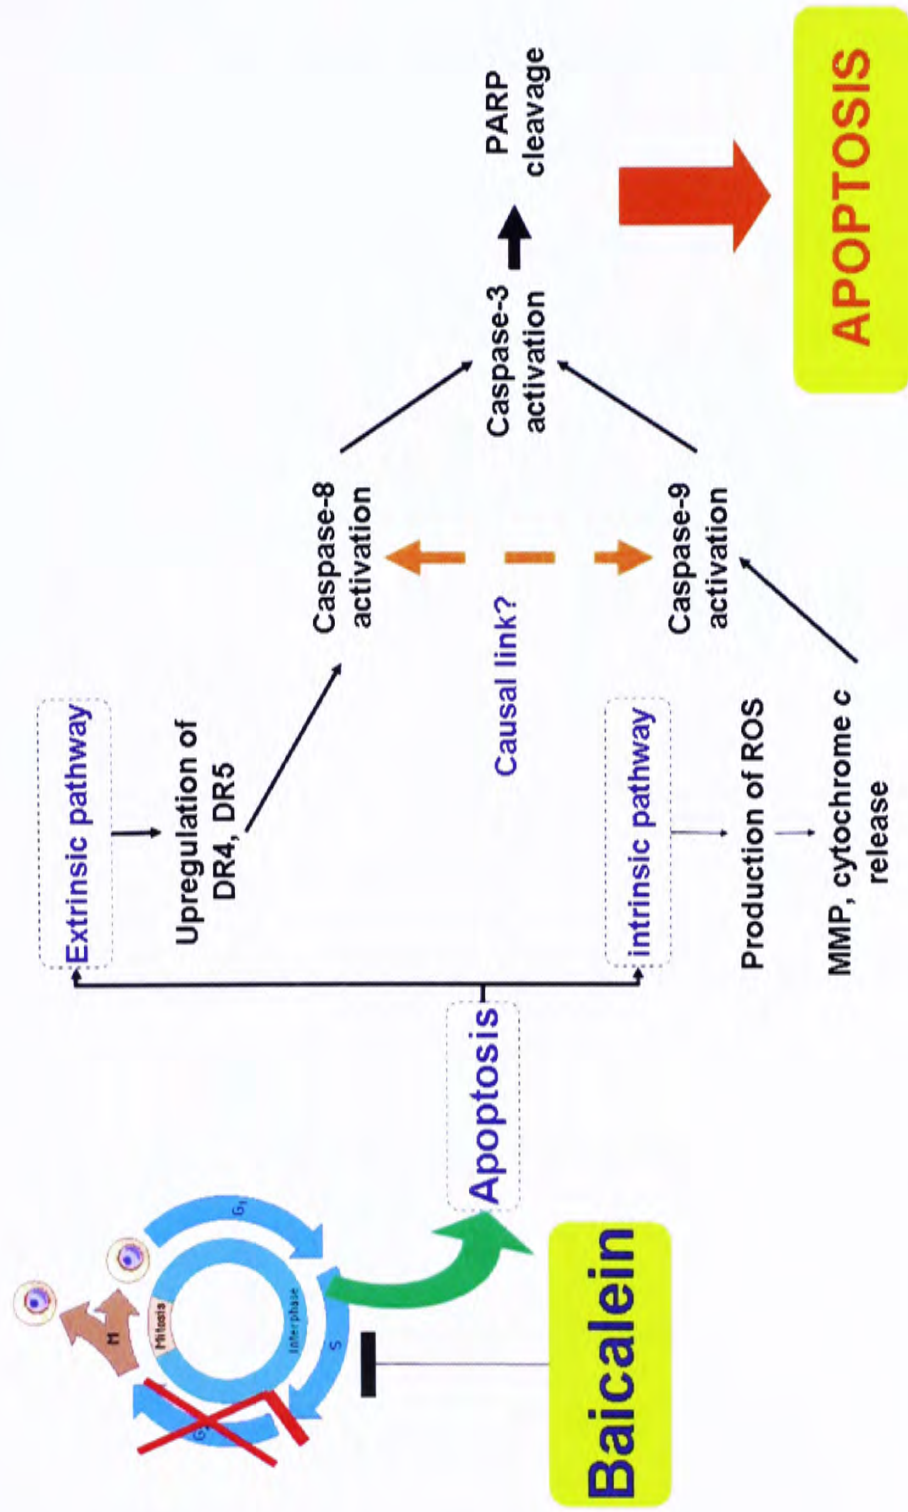 M
Mitosis
G₁
Interphase
S
Baicalein
Apoptosis
Extrinsic pathway
Upregulation of
DR4, DR5
Caspase-8
activation
Causal link?
intrinsic pathway
Production of ROS
MMP, cytochrome c
release
Caspase-9
activation
Caspase-3
activation
PARP
cleavage
APOPTOSIS